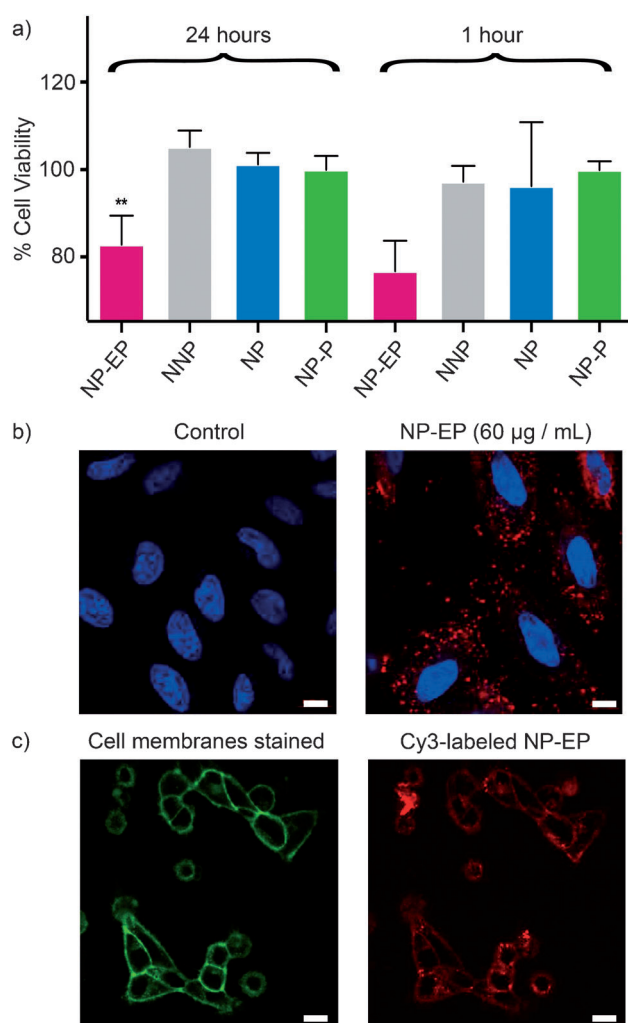 a)
24 hours
1 hour
% Cell Viability
120
100
80
**
NP-EP
NNP
NP
NP-P
NP-EP
NNP
NP
NP-P
b)
Control
NP-EP (60 µg / mL)
c)
Cell membranes stained
Cy3-labeled NP-EP